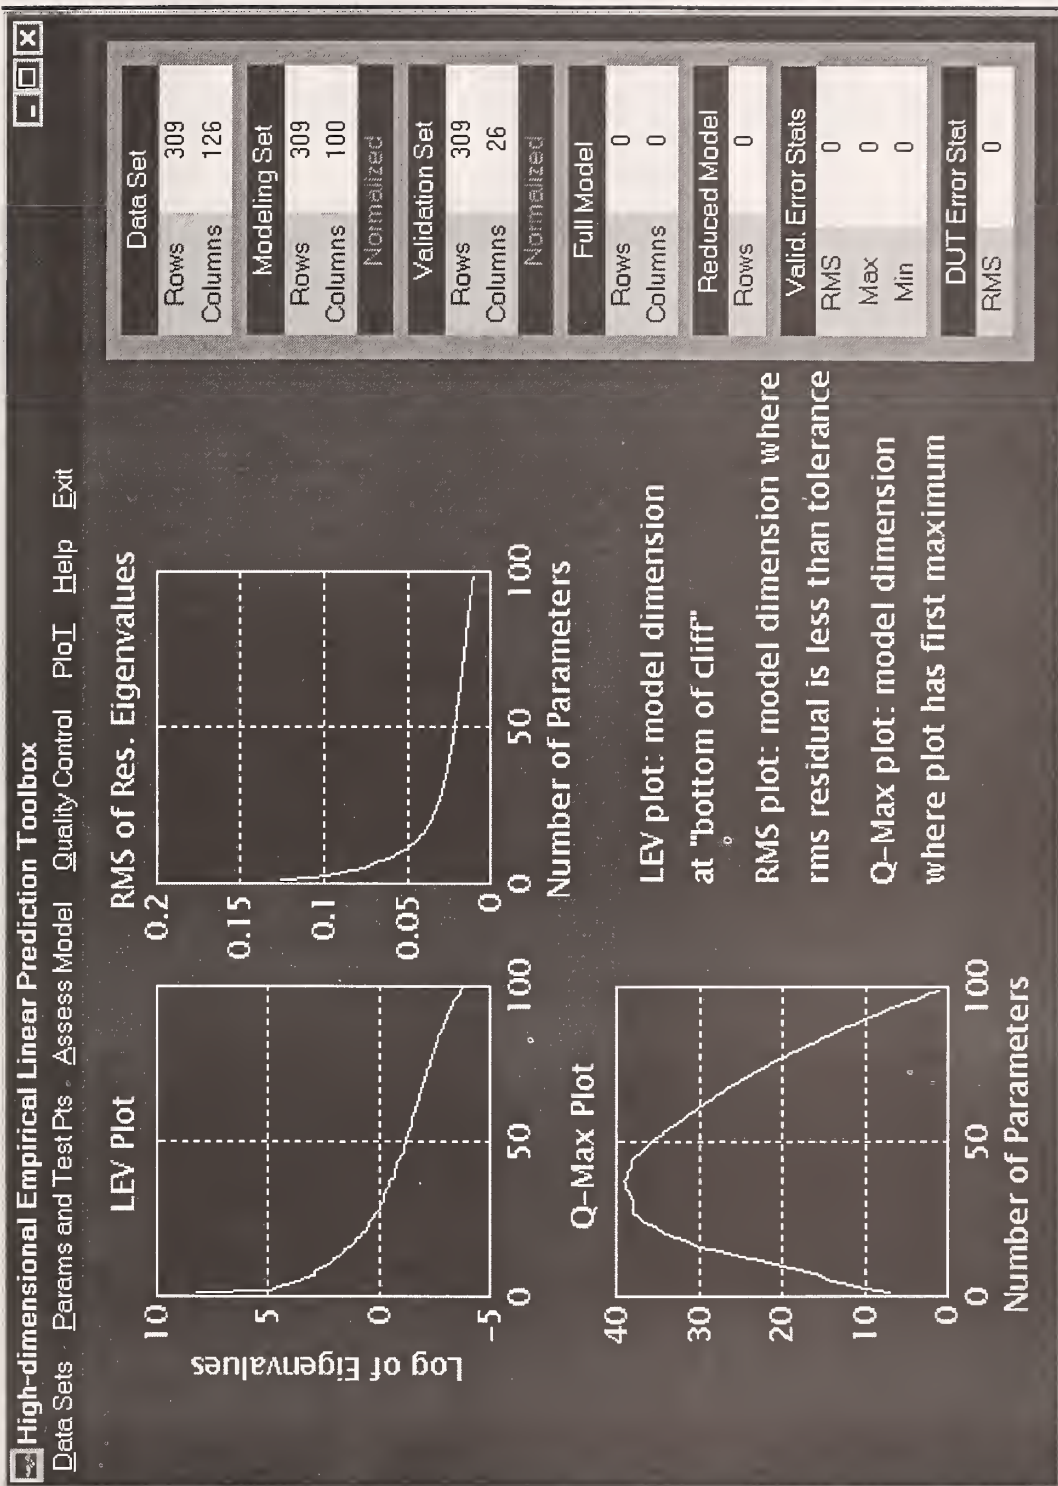 High-dimensional Empirical Linear Prediction Toolbox
Data Sets Params and Test Pts Assess Model Quality Control PloT Help Exit
LEV Plot
10
5
0
-5
0
50
100
Log of Eigenvalues
RMS of Res. Eigenvalues
0.2
0.15
0.1
0.05
0
0
50
100
Number of Parameters
Q-Max Plot
40
30
20
10
0
0
50
100
Number of Parameters
LEV plot: model dimension
at "bottom of cliff"
RMS plot: model dimension where
rms residual is less than tolerance
Q-Max plot: model dimension
where plot has first maximum
Data Set
Rows 309
Columns 126
Modeling Set
Rows 309
Columns 100
Normalized
Validation Set
Rows 309
Columns 26
Normalized
Full Model
Rows 0
Columns 0
Reduced Model
Rows 0
Valid. Error Stats
RMS 0
Max 0
Min 0
DUT Error Stat
RMS 0